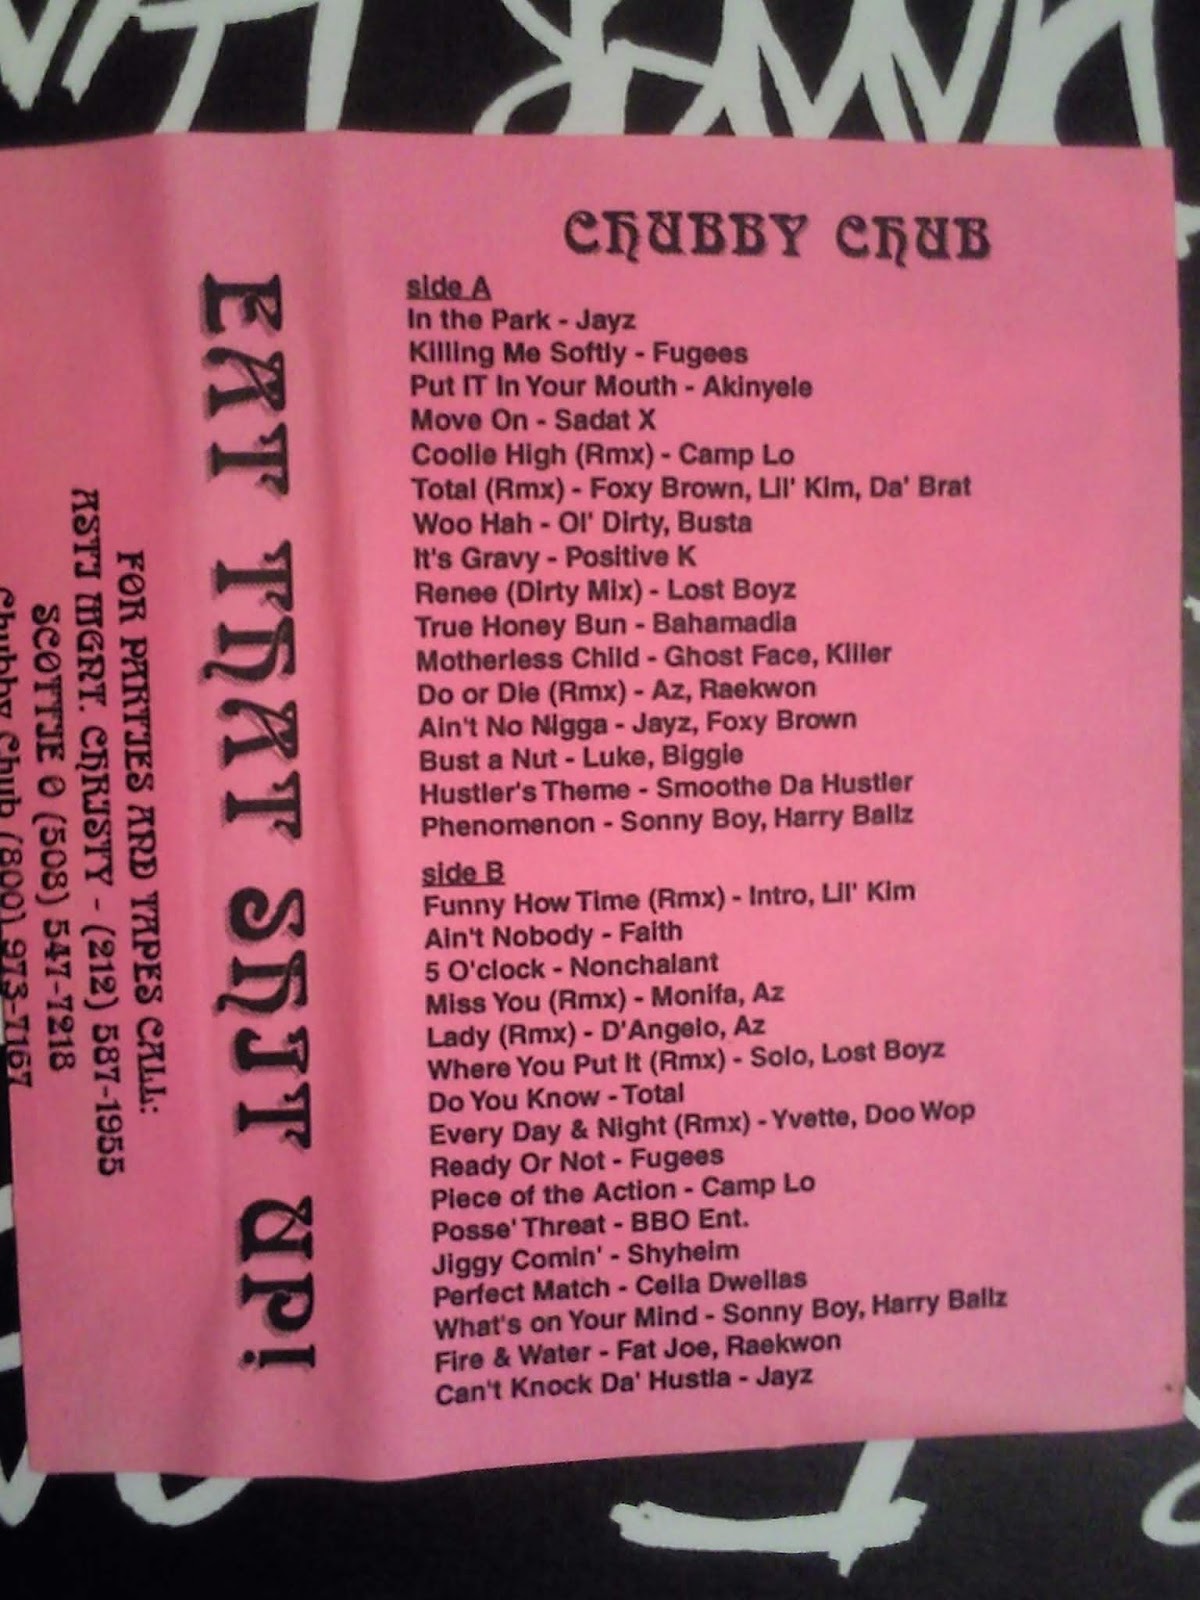 CHUBBY CHUB
side A
In the Park - Jayz
Killing Me Softly - Fugees
Put IT In Your Mouth - Akinyele
Move On - Sadat X
Coolie High (Rmx) - Camp Lo
Total (Rmx) - Foxy Brown, Lil' Kim, Da' Brat
Woo Hah - Ol' Dirty, Busta
It's Gravy - Positive K
Renee (Dirty Mix) - Lost Boyz
True Honey Bun - Bahamadia
Motherless Child - Ghost Face, Killer
Do or Die (Rmx) - Az, Raekwon
Ain't No Nigga - Jayz, Foxy Brown
Bust a Nut - Luke, Biggie
Hustler's Theme - Smoothe Da Hustler
Phenomenon - Sonny Boy, Harry Ballz
side B
Funny How Time (Rmx) - Intro, Lil' Kim
Ain't Nobody - Faith
5 O'clock - Nonchalant
Miss You (Rmx) - Monifa, Az
Lady (Rmx) - D'Angelo, Az
Where You Put It (Rmx) - Solo, Lost Boyz
Do You Know - Total
Every Day & Night (Rmx) - Yvette, Doo Wop
Ready Or Not - Fugees
Piece of the Action - Camp Lo
Posse' Threat - BBO Ent.
Jiggy Comin' - Shyheim
Perfect Match - Cella Dwellas
What's on Your Mind - Sonny Boy, Harry Ballz
Fire & Water - Fat Joe, Raekwon
Can't Knock Da' Hustla - Jayz
EAT THAT SHIT UP!
FOR PARTIES AND TAPES CALL:
MGNT. CHRISTY - (212) 587-1955
SCOTTIE O (508) 547-7218
Chubby Chub (800) 973-7167